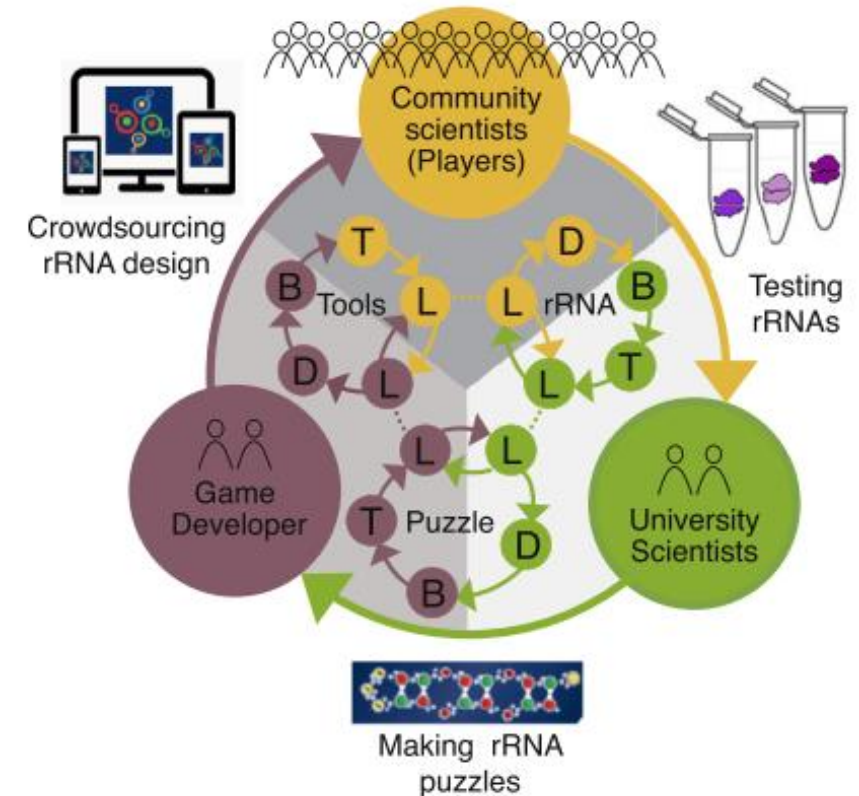 Community
scientists
(Players)
Crowdsourcing
rRNA design
Testing
rRNAs
T
D
B
Tools
L
L
rRNA
B
D
L
L
T
L
L
Game
Developer
T
Puzzle
D
University
Scientists
B
Making rRNA
puzzles